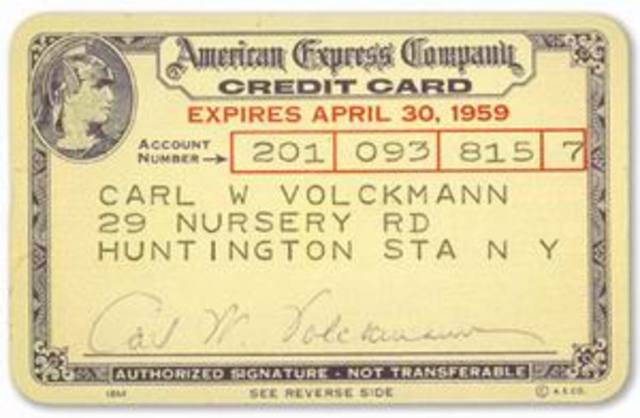 American Express Company
CREDIT CARD
EXPIRES APRIL 30, 1959
ACCOUNT NUMBER → 201 093 815 7
CARL W VOLCKMANN
29 NURSERY RD
HUNTINGTON STA N Y
Carl W. Volckmann
AUTHORIZED SIGNATURE - NOT TRANSFERABLE
SEE REVERSE SIDE
© A.E.CO.